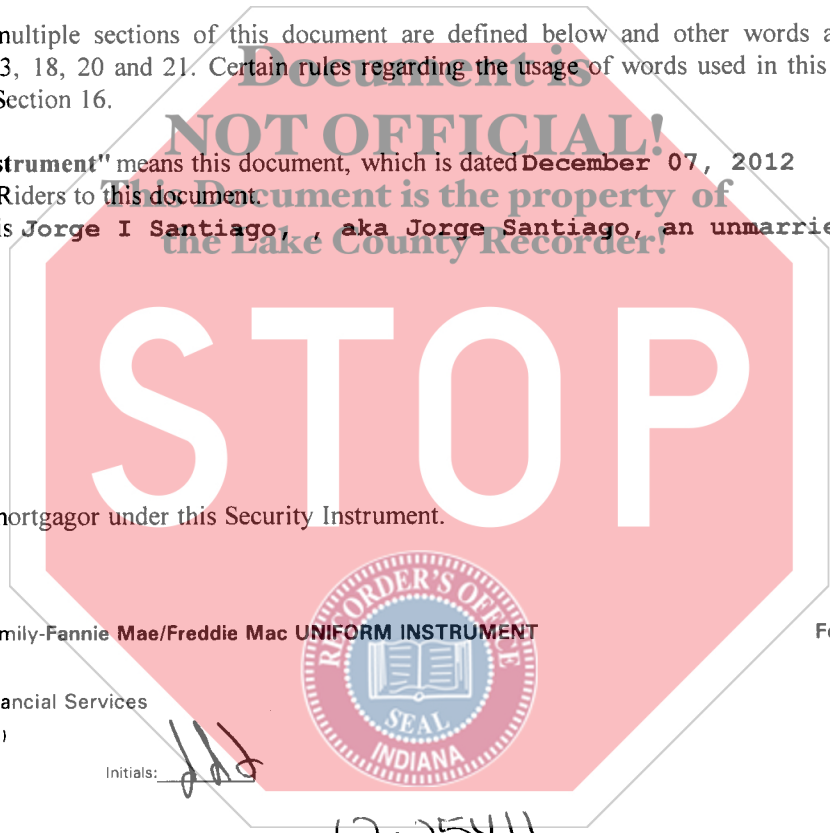 multiple sections of this document are defined below and other words a
3, 18, 20 and 21. Certain rules regarding the usage of words used in this
Section 16.
Document is
NOT OFFICIAL!
This Document is the property of
the Lake County Recorder!
strument" means this document, which is dated December 07, 2012
Riders to this document.
is Jorge I Santiago, , aka Jorge Santiago, an unmarrie
STOP
mortgagor under this Security Instrument.
RECORDER'S OFFICE
SEAL
INDIANA
mily-Fannie Mae/Freddie Mac UNIFORM INSTRUMENT
Fo
ancial Services
)
Initials: